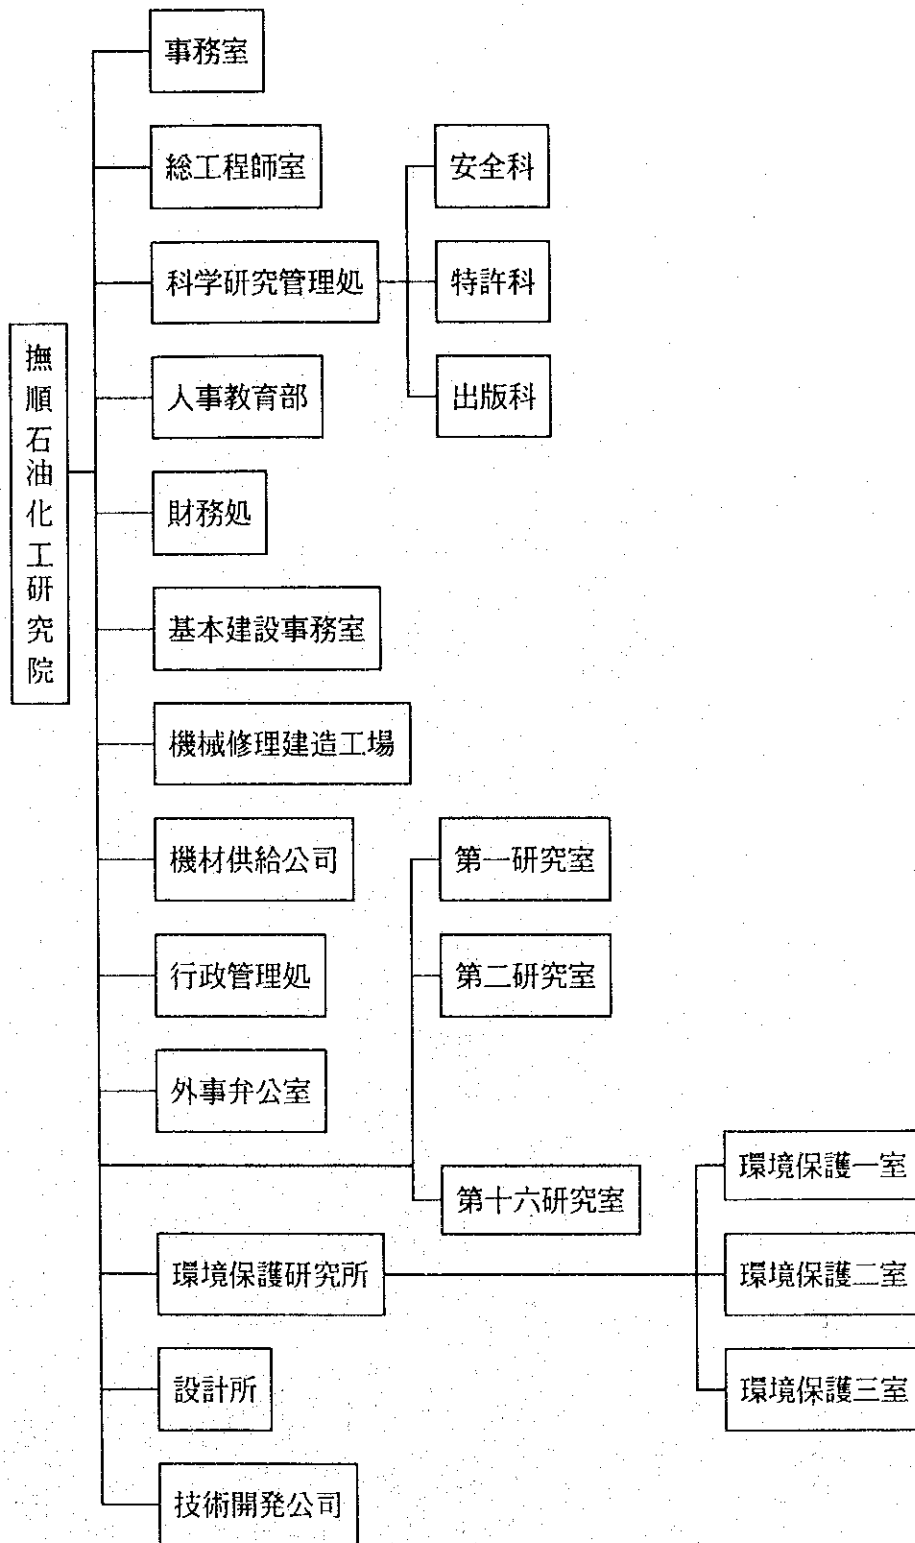 撫順石油化工研究院
事務室
総工程師室
科学研究管理処
安全科
特許科
出版科
人事教育部
財務処
基本建設事務室
機械修理建造工場
機材供給公司
行政管理処
外事弁公室
第一研究室
第二研究室
第十六研究室
環境保護研究所
環境保護一室
環境保護二室
環境保護三室
設計所
技術開発公司